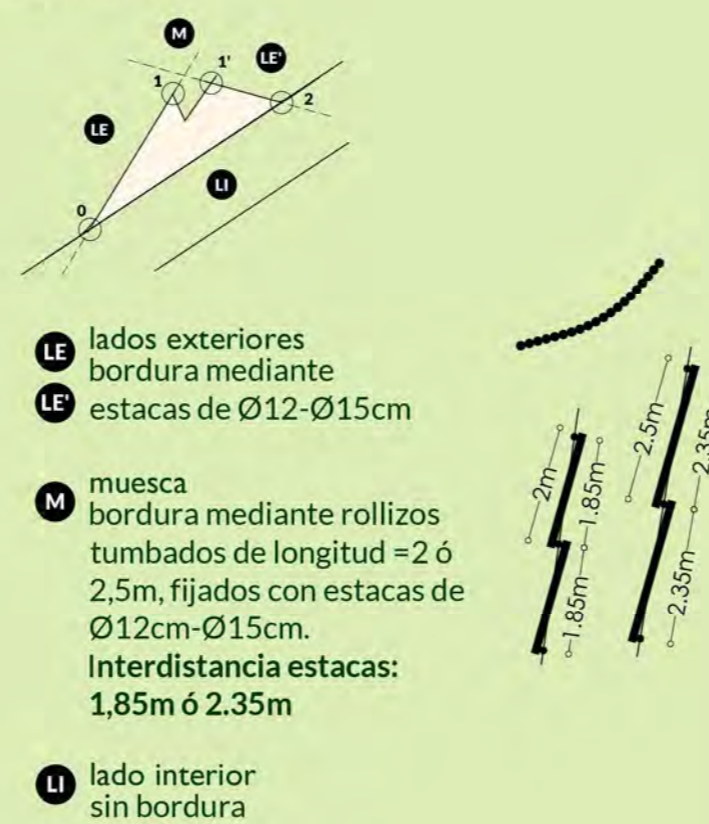 M
1'
LE'
1
2
LE
LI
0
LE
lados exteriores
bordura mediante
LE'
estacas de Ø12-Ø15cm
M
muesca
bordura mediante rollizos
tumbados de longitud =2 ó
2,5m, fijados con estacas de
Ø12cm-Ø15cm.
Interdistancia estacas:
1,85m ó 2.35m
LI
lado interior
sin bordura
2m
1.85m
1.85m
2.5m
2.35m
2.35m